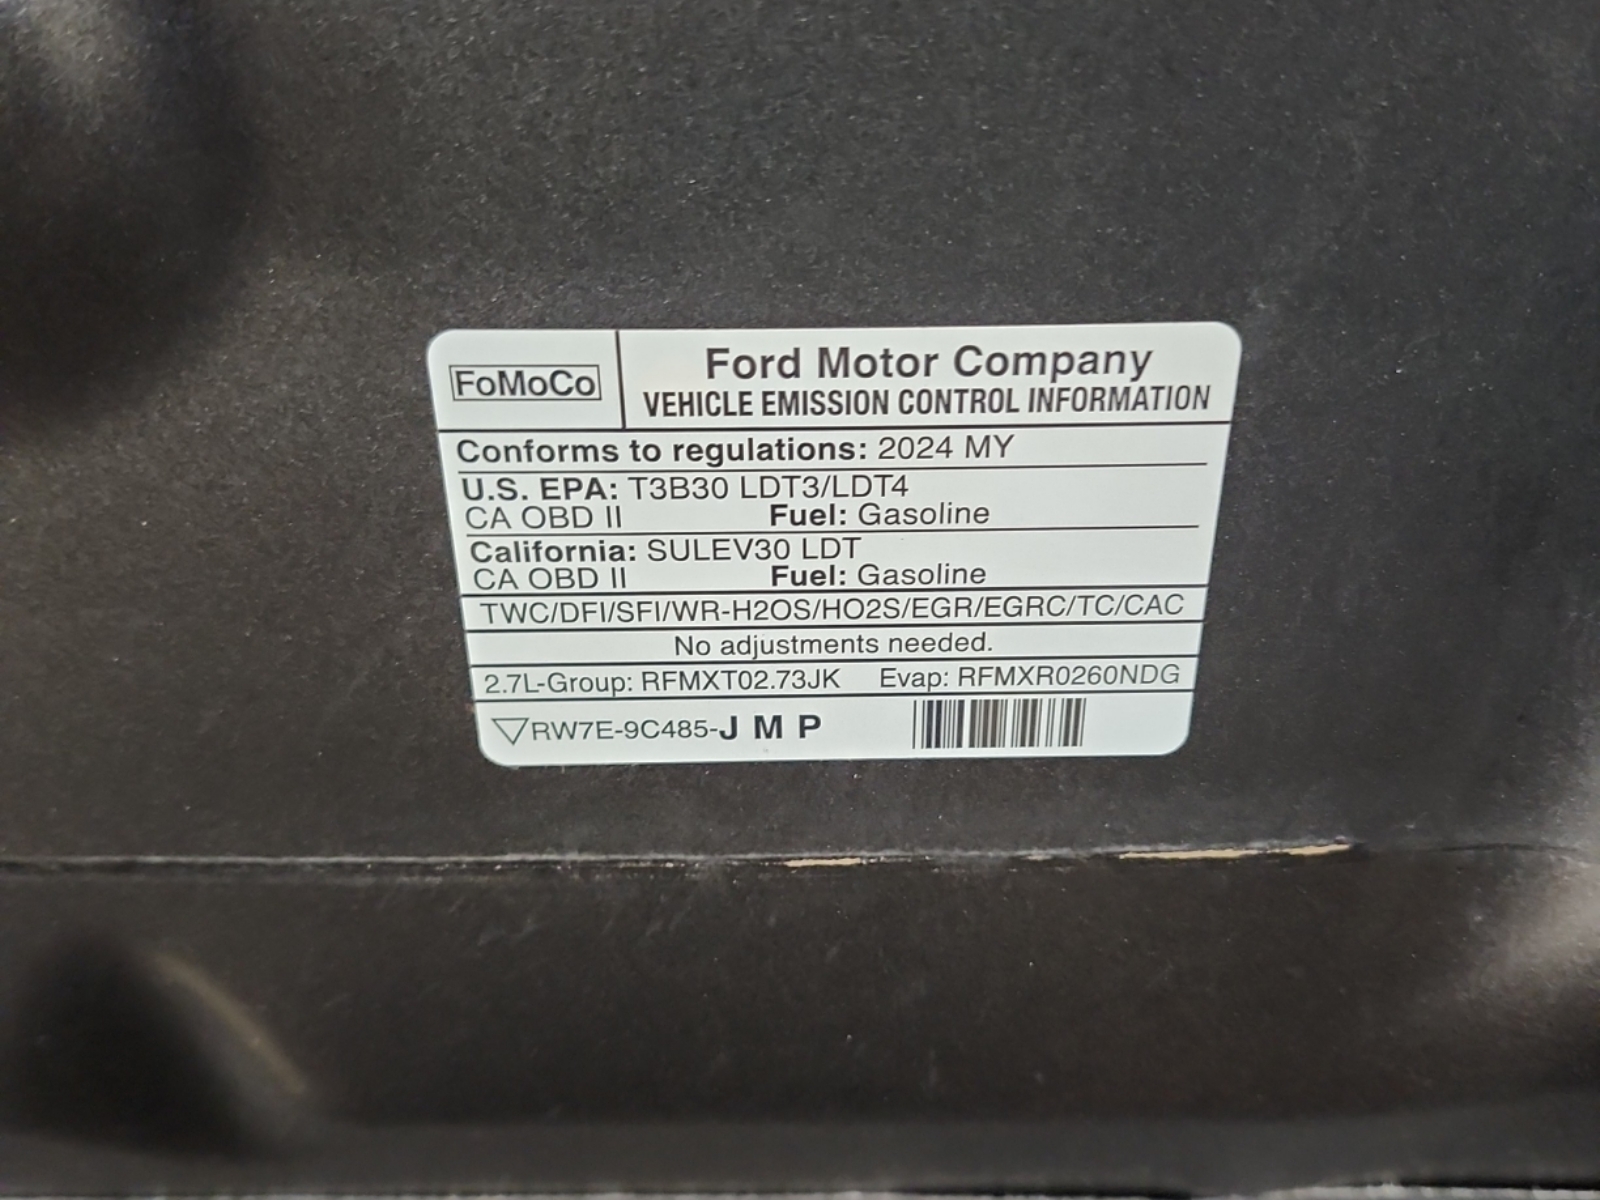 FoMoCo
Ford Motor Company
VEHICLE EMISSION CONTROL INFORMATION
Conforms to regulations: 2024 MY
U.S. EPA: T3B30 LDT3/LDT4
CA OBD II Fuel: Gasoline
California: SULEV30 LDT
CA OBD II Fuel: Gasoline
TWC/DFI/SFI/WR-H2OS/HO2S/EGR/EGRC/TC/CAC
No adjustments needed.
2.7L-Group: RFMXT02.73JK Evap: RFMXR0260NDG
RW7E-9C485-J M P